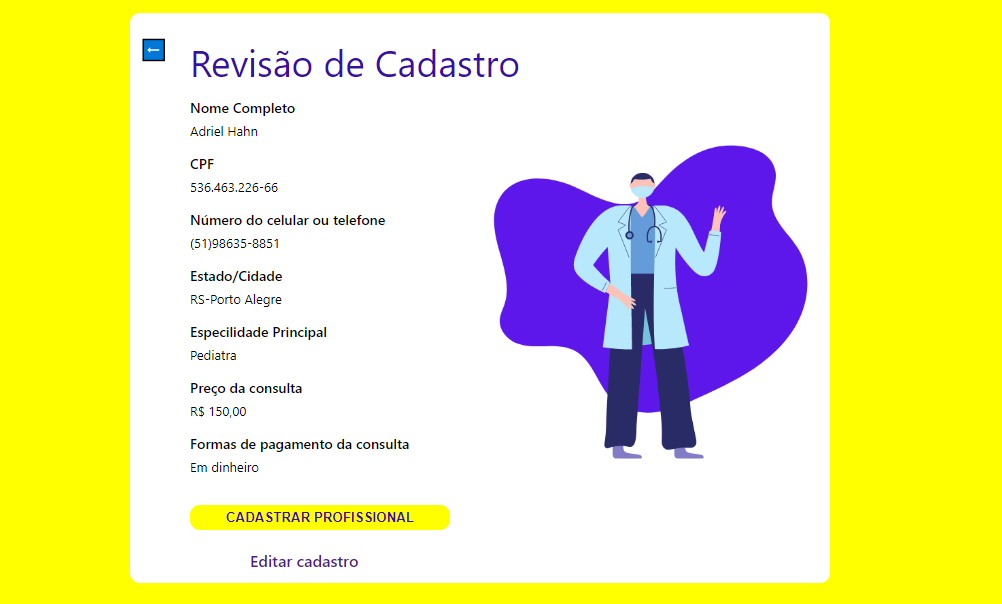 Revisão de Cadastro
Nome Completo
Adriel Hahn
CPF
536.463.226-66
Número do celular ou telefone
(51)98635-8851
Estado/Cidade
RS-Porto Alegre
Especilidade Principal
Pediatra
Preço da consulta
R$ 150,00
Formas de pagamento da consulta
Em dinheiro
CADASTRAR PROFISSIONAL
Editar cadastro